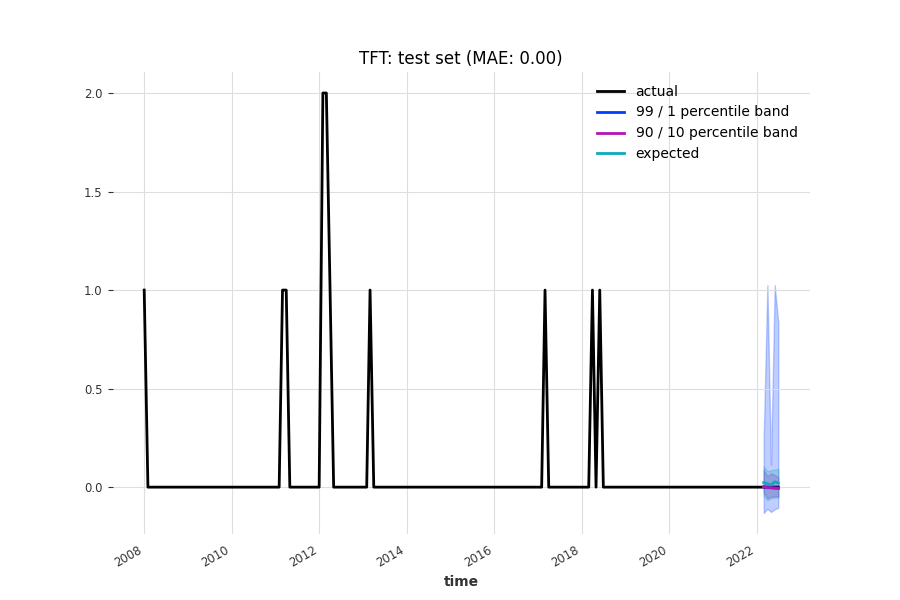 TFT: test set (MAE: 0.00)
actual
99 / 1 percentile band
90 / 10 percentile band
expected
2.0
1.5
1.0
0.5
0.0
2008
2010
2012
2014
2016
2018
2020
2022
time